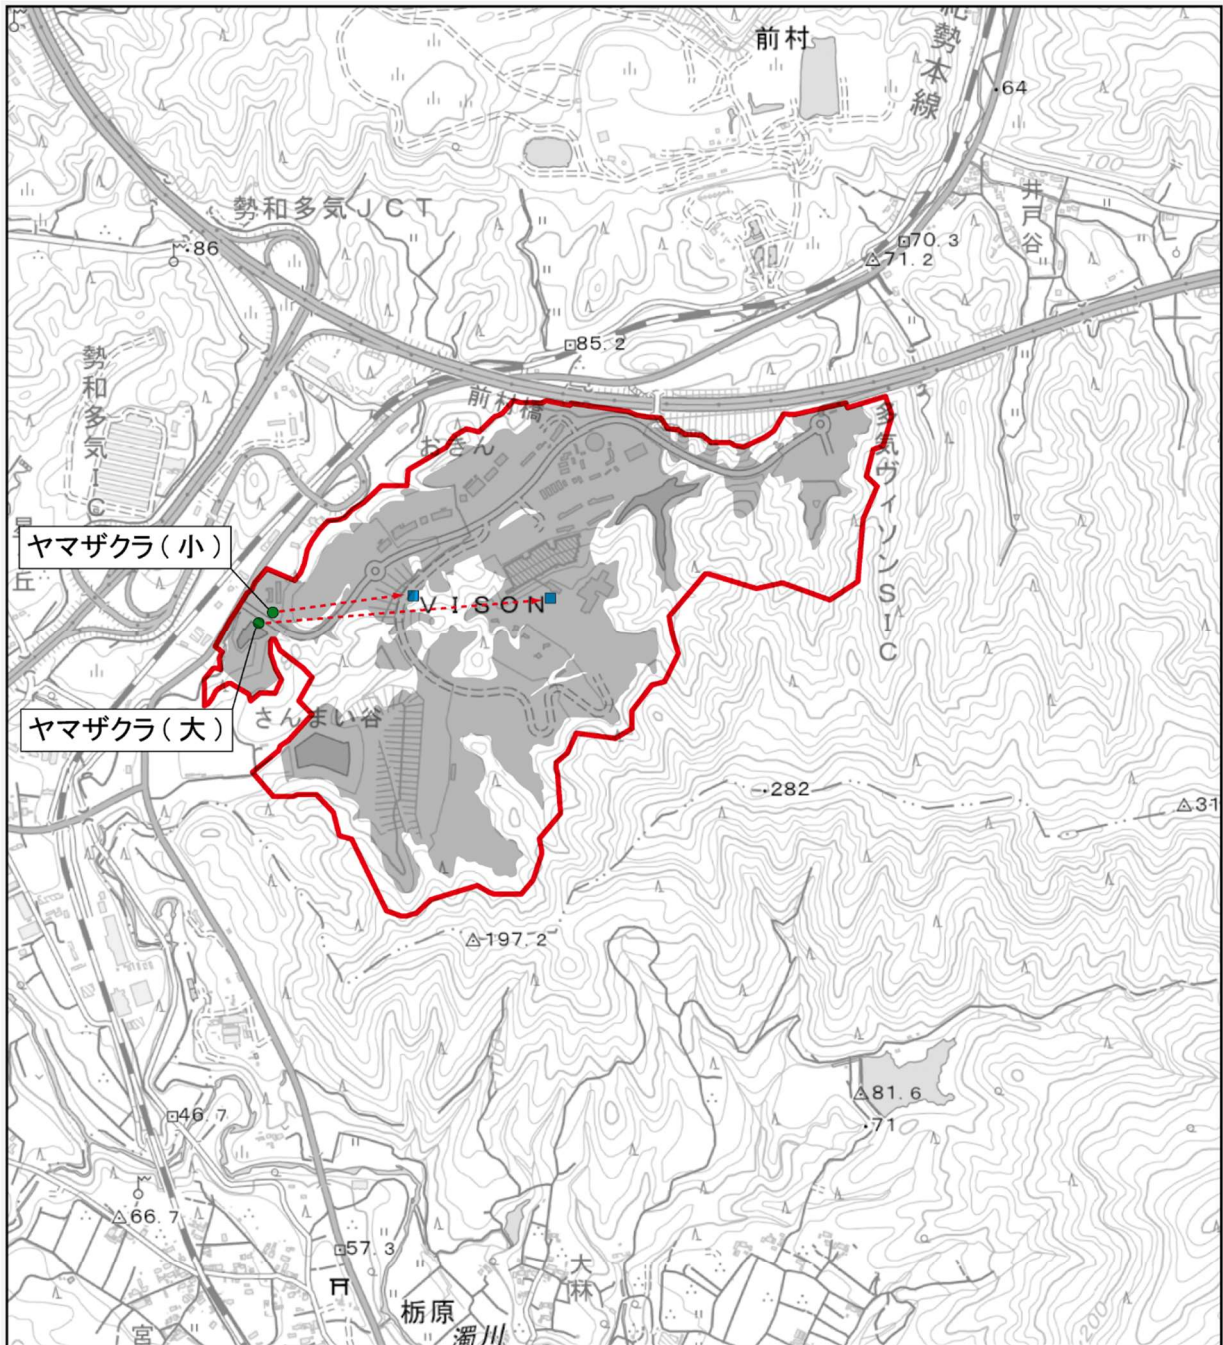 前村
紀勢本線
64
100
井戸谷
勢和多気JCT
86
70.3
71.2
85.2
勢和多気IC
前村橋
おきん
多気ヴィソンSIC
丘
ヤマザクラ(小)
VISON
ヤマザクラ(大)
さんまい谷
282
31
197.2
81.6
71
46.7
66.7
57.3
大林
栃原
濁川
宮
200